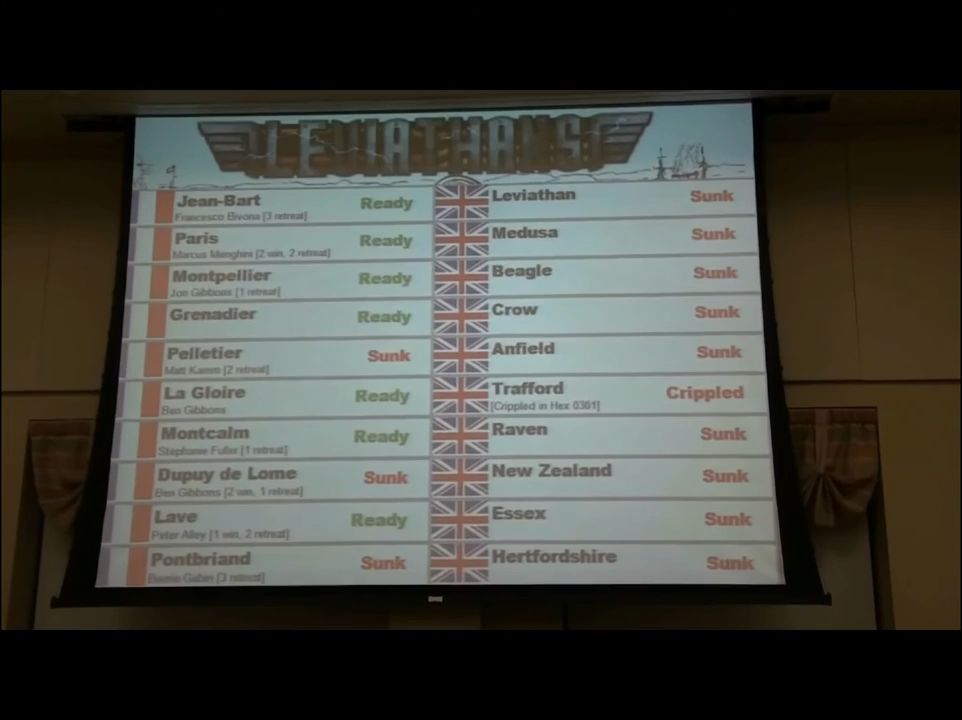 LEVIATHANS
Jean-Bart Ready
Francesco Bivona [3 retreat]
Leviathan Sunk
Paris Ready
Marcus Menghini [2 win, 2 retreat]
Medusa Sunk
Montpellier Ready
Jon Gibbons [1 retreat]
Beagle Sunk
Grenadier Ready
Crow Sunk
Pelletier Sunk
Matt Kamm [2 retreat]
Anfield Sunk
La Gloire Ready
Ben Gibbons
Trafford Crippled
[Crippled in Hex 0301]
Montcalm Ready
Stephanie Fuller [1 retreat]
Raven Sunk
Dupuy de Lome Sunk
Ben Gibbons [2 win, 1 retreat]
New Zealand Sunk
Lave Ready
Peter Alley [1 win, 2 retreat]
Essex Sunk
Pontbriand Sunk
[3 retreat]
Hertfordshire Sunk